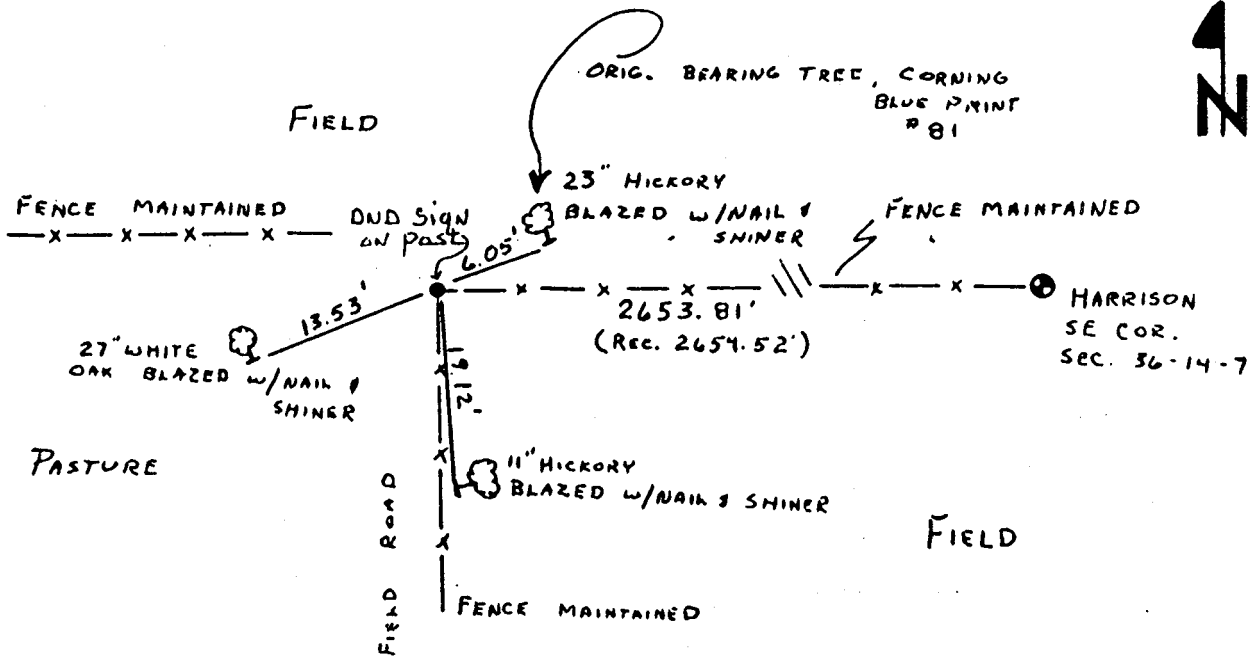 ORIG. BEARING TREE, CORNING
BLUE PRINT
# 81
N
FIELD
23" HICKORY
BLAZED W/NAIL &
SHINER
FENCE MAINTAINED
DND Sign
on post
FENCE MAINTAINED
6.05'
13.53'
2653.81'
(REC. 2654.52')
HARRISON
SE COR.
SEC. 36-14-7
27" WHITE
OAK BLAZED W/NAIL &
SHINER
19.12'
PASTURE
11" HICKORY
BLAZED W/NAIL & SHINER
FIELD ROAD
FIELD
FENCE MAINTAINED